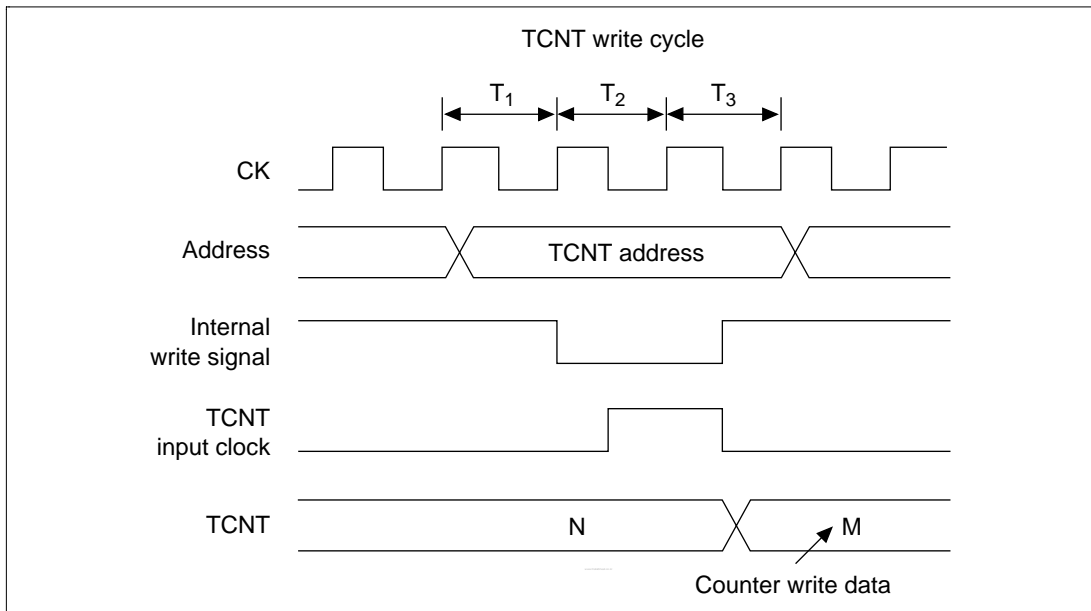 TCNT write cycle
T1 T2 T3
CK
Address
TCNT address
Internal
write signal
TCNT
input clock
TCNT
N
M
Counter write data